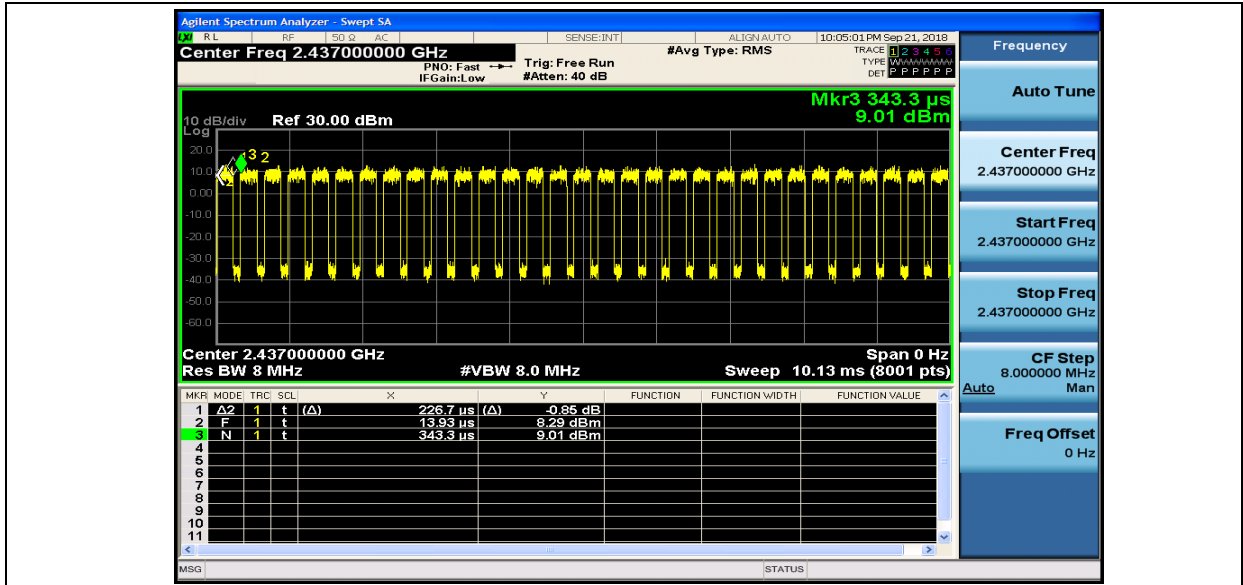 Agilent Spectrum Analyzer - Swept SA
LXI RL RF 50 Ω AC SENSE:INT ALIGNAUTO 10:05:01 PM Sep 21, 2018
Center Freq 2.437000000 GHz
#Avg Type: RMS
TRACE 1 2 3 4 5 6
TYPE
PNO: Fast
Trig: Free Run
IFGain:Low
#Atten: 40 dB
DET P P P P P P
Mkr3 343.3 µs
9.01 dBm
10 dB/div
Ref 30.00 dBm
Log
20.0
10.0
0.00
-10.0
-20.0
-30.0
-40.0
-50.0
-60.0
3 2
2
Center 2.437000000 GHz
Span 0 Hz
Res BW 8 MHz
#VBW 8.0 MHz
Sweep 10.13 ms (8001 pts)
MKR MODE TRC SCL X Y FUNCTION FUNCTION WIDTH FUNCTION VALUE
1 Δ2 1 t (Δ) 226.7 µs (Δ) -0.85 dB
2 F 1 t 13.93 µs 8.29 dBm
3 N 1 t 343.3 µs 9.01 dBm
4
5
6
7
8
9
10
11
MSG
STATUS
Frequency
Auto Tune
Center Freq
2.437000000 GHz
Start Freq
2.437000000 GHz
Stop Freq
2.437000000 GHz
CF Step
8.000000 MHz
Auto Man
Freq Offset
0 Hz